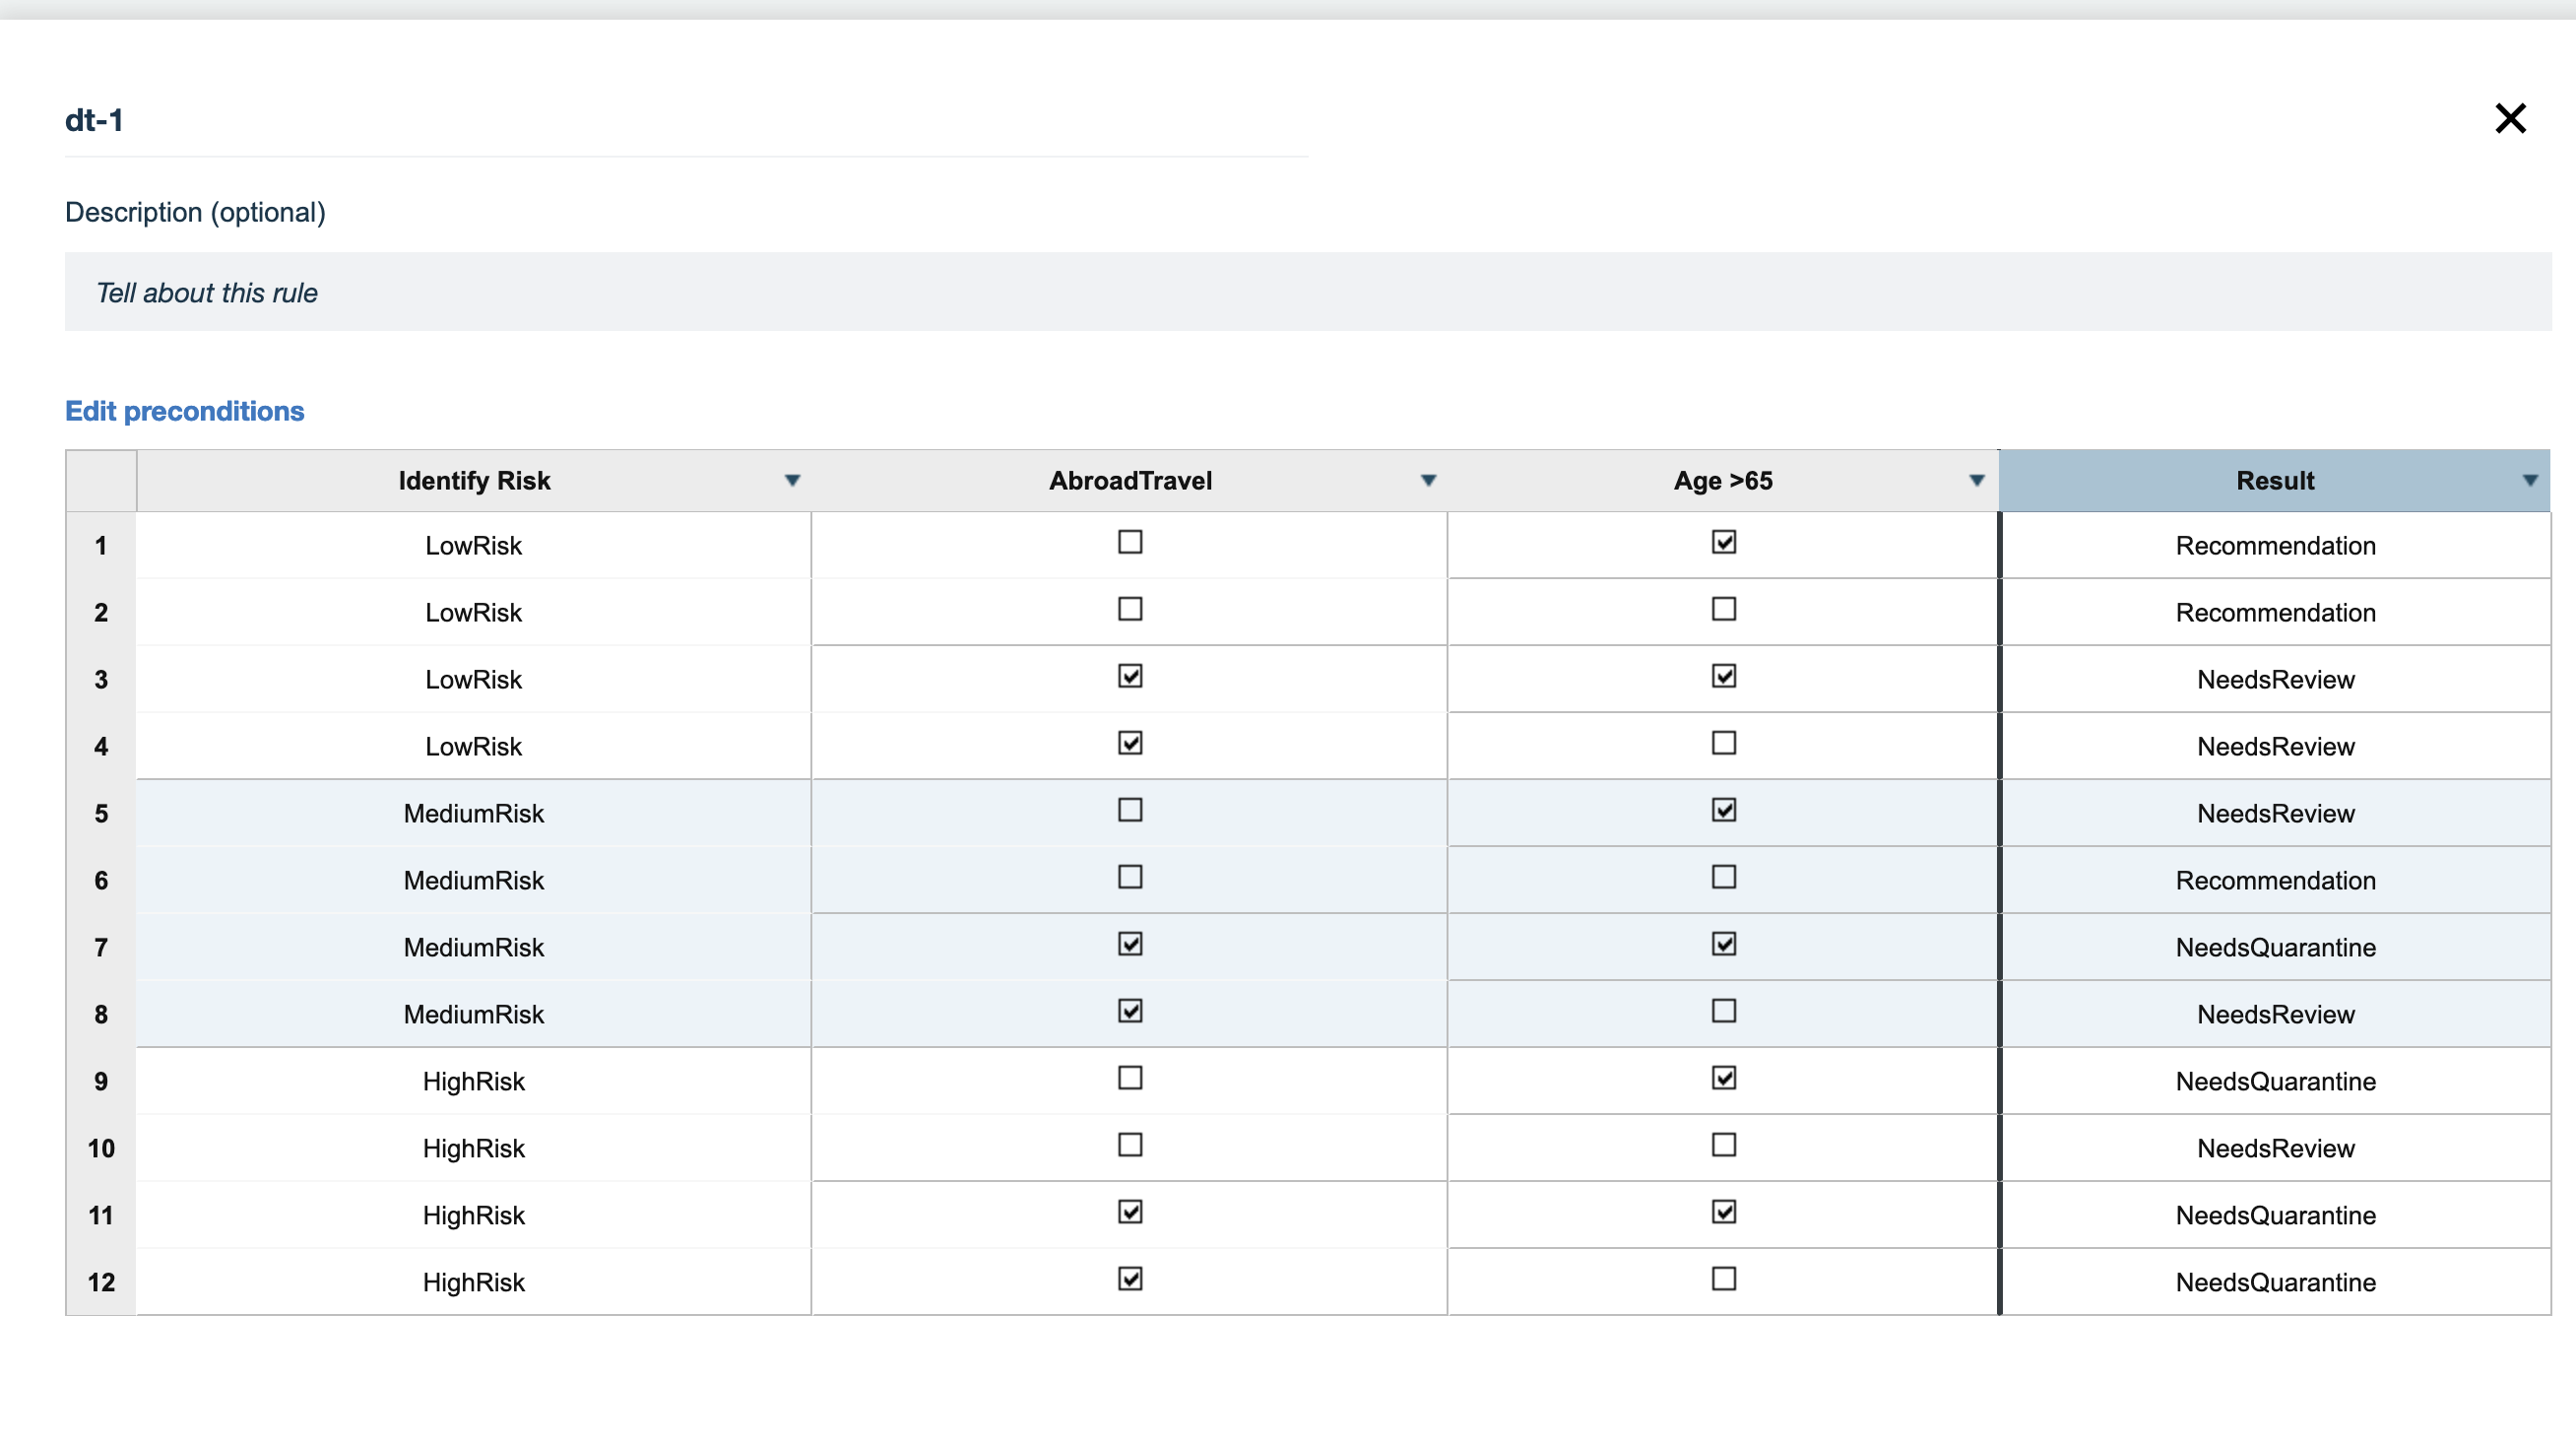 dt-1
Description (optional)
Tell about this rule
Edit preconditions
Identify Risk AbroadTravel Age >65 Result
1 LowRisk Recommendation
2 LowRisk Recommendation
3 LowRisk NeedsReview
4 LowRisk NeedsReview
5 MediumRisk NeedsReview
6 MediumRisk Recommendation
7 MediumRisk NeedsQuarantine
8 MediumRisk NeedsReview
9 HighRisk NeedsQuarantine
10 HighRisk NeedsReview
11 HighRisk NeedsQuarantine
12 HighRisk NeedsQuarantine